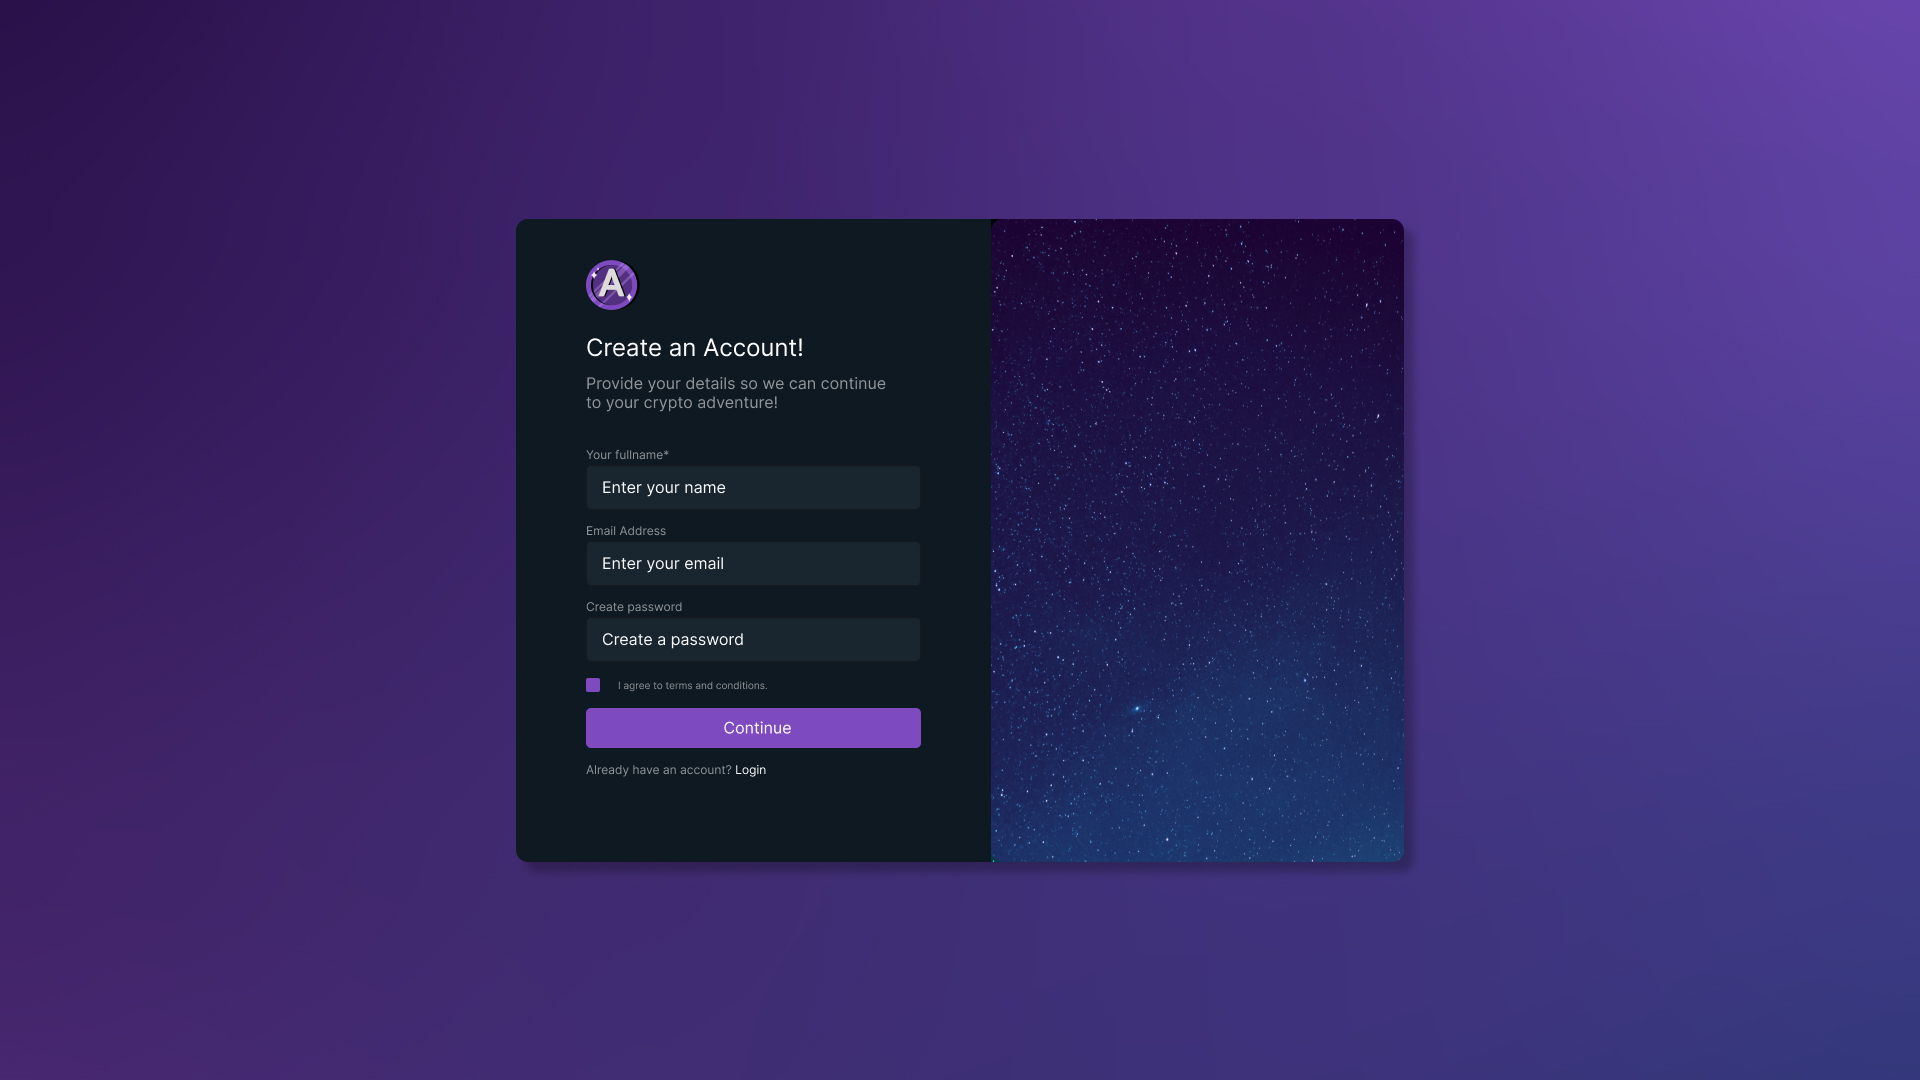 A
Create an Account!
Provide your details so we can continue
to your crypto adventure!
Your fullname*
Enter your name
Email Address
Enter your email
Create password
Create a password
I agree to terms and conditions.
Continue
Already have an account? Login